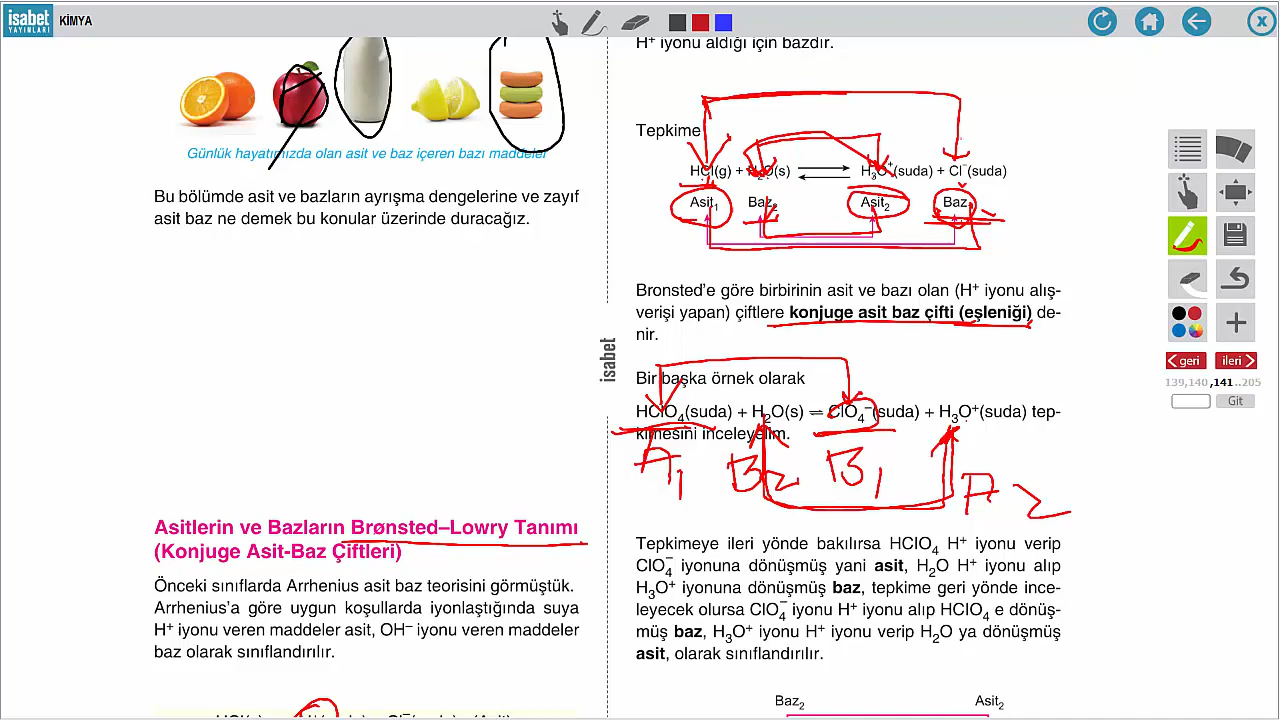 isabet
YAYINLARI
KİMYA
Günlük hayatımızda olan asit ve baz içeren bazı maddeler
Bu bölümde asit ve bazların ayrışma dengelerine ve zayıf
asit baz ne demek bu konular üzerinde duracağız.
Asitlerin ve Bazların Brønsted–Lowry Tanımı
(Konjuge Asit-Baz Çiftleri)
Önceki sınıflarda Arrhenius asit baz teorisini görmüştük.
Arrhenius'a göre uygun koşullarda iyonlaştığında suya
H⁺ iyonu veren maddeler asit, OH⁻ iyonu veren maddeler
baz olarak sınıflandırılır.
isabet
H⁺ iyonu aldığı için bazdır.
Tepkime
HCl(g) + H₂O(s) ⇌ H₃O⁺(suda) + Cl⁻(suda)
Asit₁ Baz₂ Asit₂ Baz₁
Bronsted'e göre birbirinin asit ve bazı olan (H⁺ iyonu alış-
verişi yapan) çiftlere konjuge asit baz çifti (eşleniği) de-
nir.
Bir başka örnek olarak
HClO₄(suda) + H₂O(s) ⇌ ClO₄⁻(suda) + H₃O⁺(suda) tep-
kimesini inceleyelim.
A₁ B₂ B₁ A₂
Tepkimeye ileri yönde bakılırsa HClO₄ H⁺ iyonu verip
ClO₄⁻ iyonuna dönüşmüş yani asit, H₂O H⁺ iyonu alıp
H₃O⁺ iyonuna dönüşmüş baz, tepkime geri yönde ince-
leyecek olursa ClO₄⁻ iyonu H⁺ iyonu alıp HClO₄ e dönüş-
müş baz, H₃O⁺ iyonu H⁺ iyonu verip H₂O ya dönüşmüş
asit, olarak sınıflandırılır.
Baz₂ Asit₂
geri ileri
139,140,141...205
Git